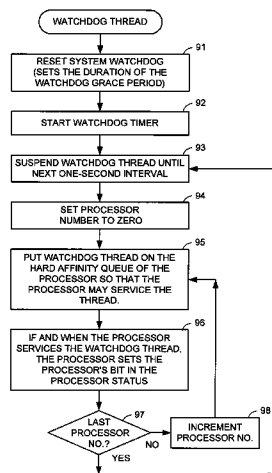 WATCHDOG THREAD
91
RESET SYSTEM WATCHDOG
(SETS THE DURATION OF THE
WATCHDOG GRACE PERIOD)
92
START WATCHDOG TIMER
93
SUSPEND WATCHDOG THREAD UNTIL
NEXT ONE-SECOND INTERVAL
94
SET PROCESSOR
NUMBER TO ZERO
95
PUT WATCHDOG THREAD ON THE
HARD AFFINITY QUEUE OF THE
PROCESSOR SO THAT THE
PROCESSOR MAY SERVICE THE
THREAD.
96
IF AND WHEN THE PROCESSOR
SERVICES THE WATCHDOG THREAD,
THE PROCESSOR SETS THE
PROCESSOR'S BIT IN THE
PROCESSOR STATUS
97
LAST
PROCESSOR
NO.?
NO
YES
98
INCREMENT
PROCESSOR NO.